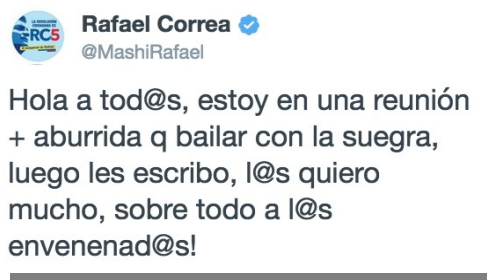 Rafael Correa
@MashiRafael
RC5
Hola a tod@s, estoy en una reunión
+ aburrida q bailar con la suegra,
luego les escribo, l@s quiero
mucho, sobre todo a l@s
envenenad@s!